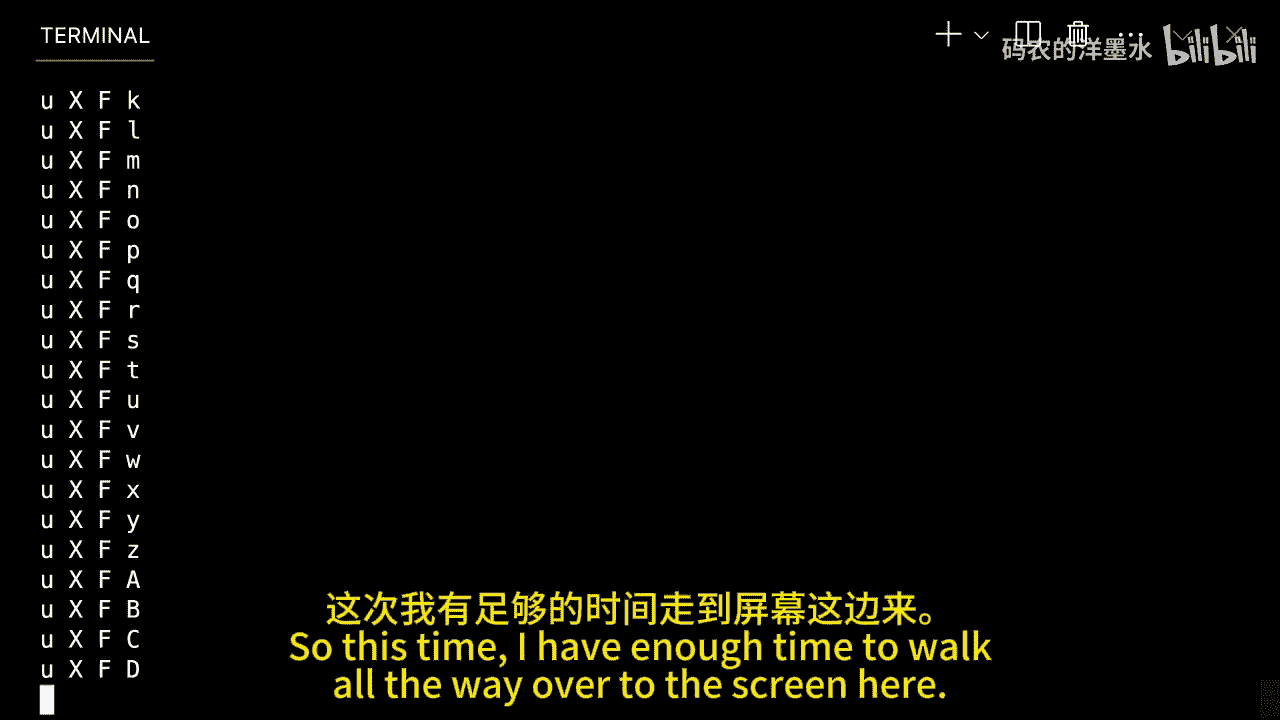 TERMINAL
码农的洋墨水 bilibili
u X F k
u X F l
u X F m
u X F n
u X F o
u X F p
u X F q
u X F r
u X F s
u X F t
u X F u
u X F v
u X F w
u X F x
u X F y
u X F z
u X F A
u X F B
u X F C
u X F D
这次我有足够的时间走到屏幕这边来。
So this time, I have enough time to walk
all the way over to the screen here.